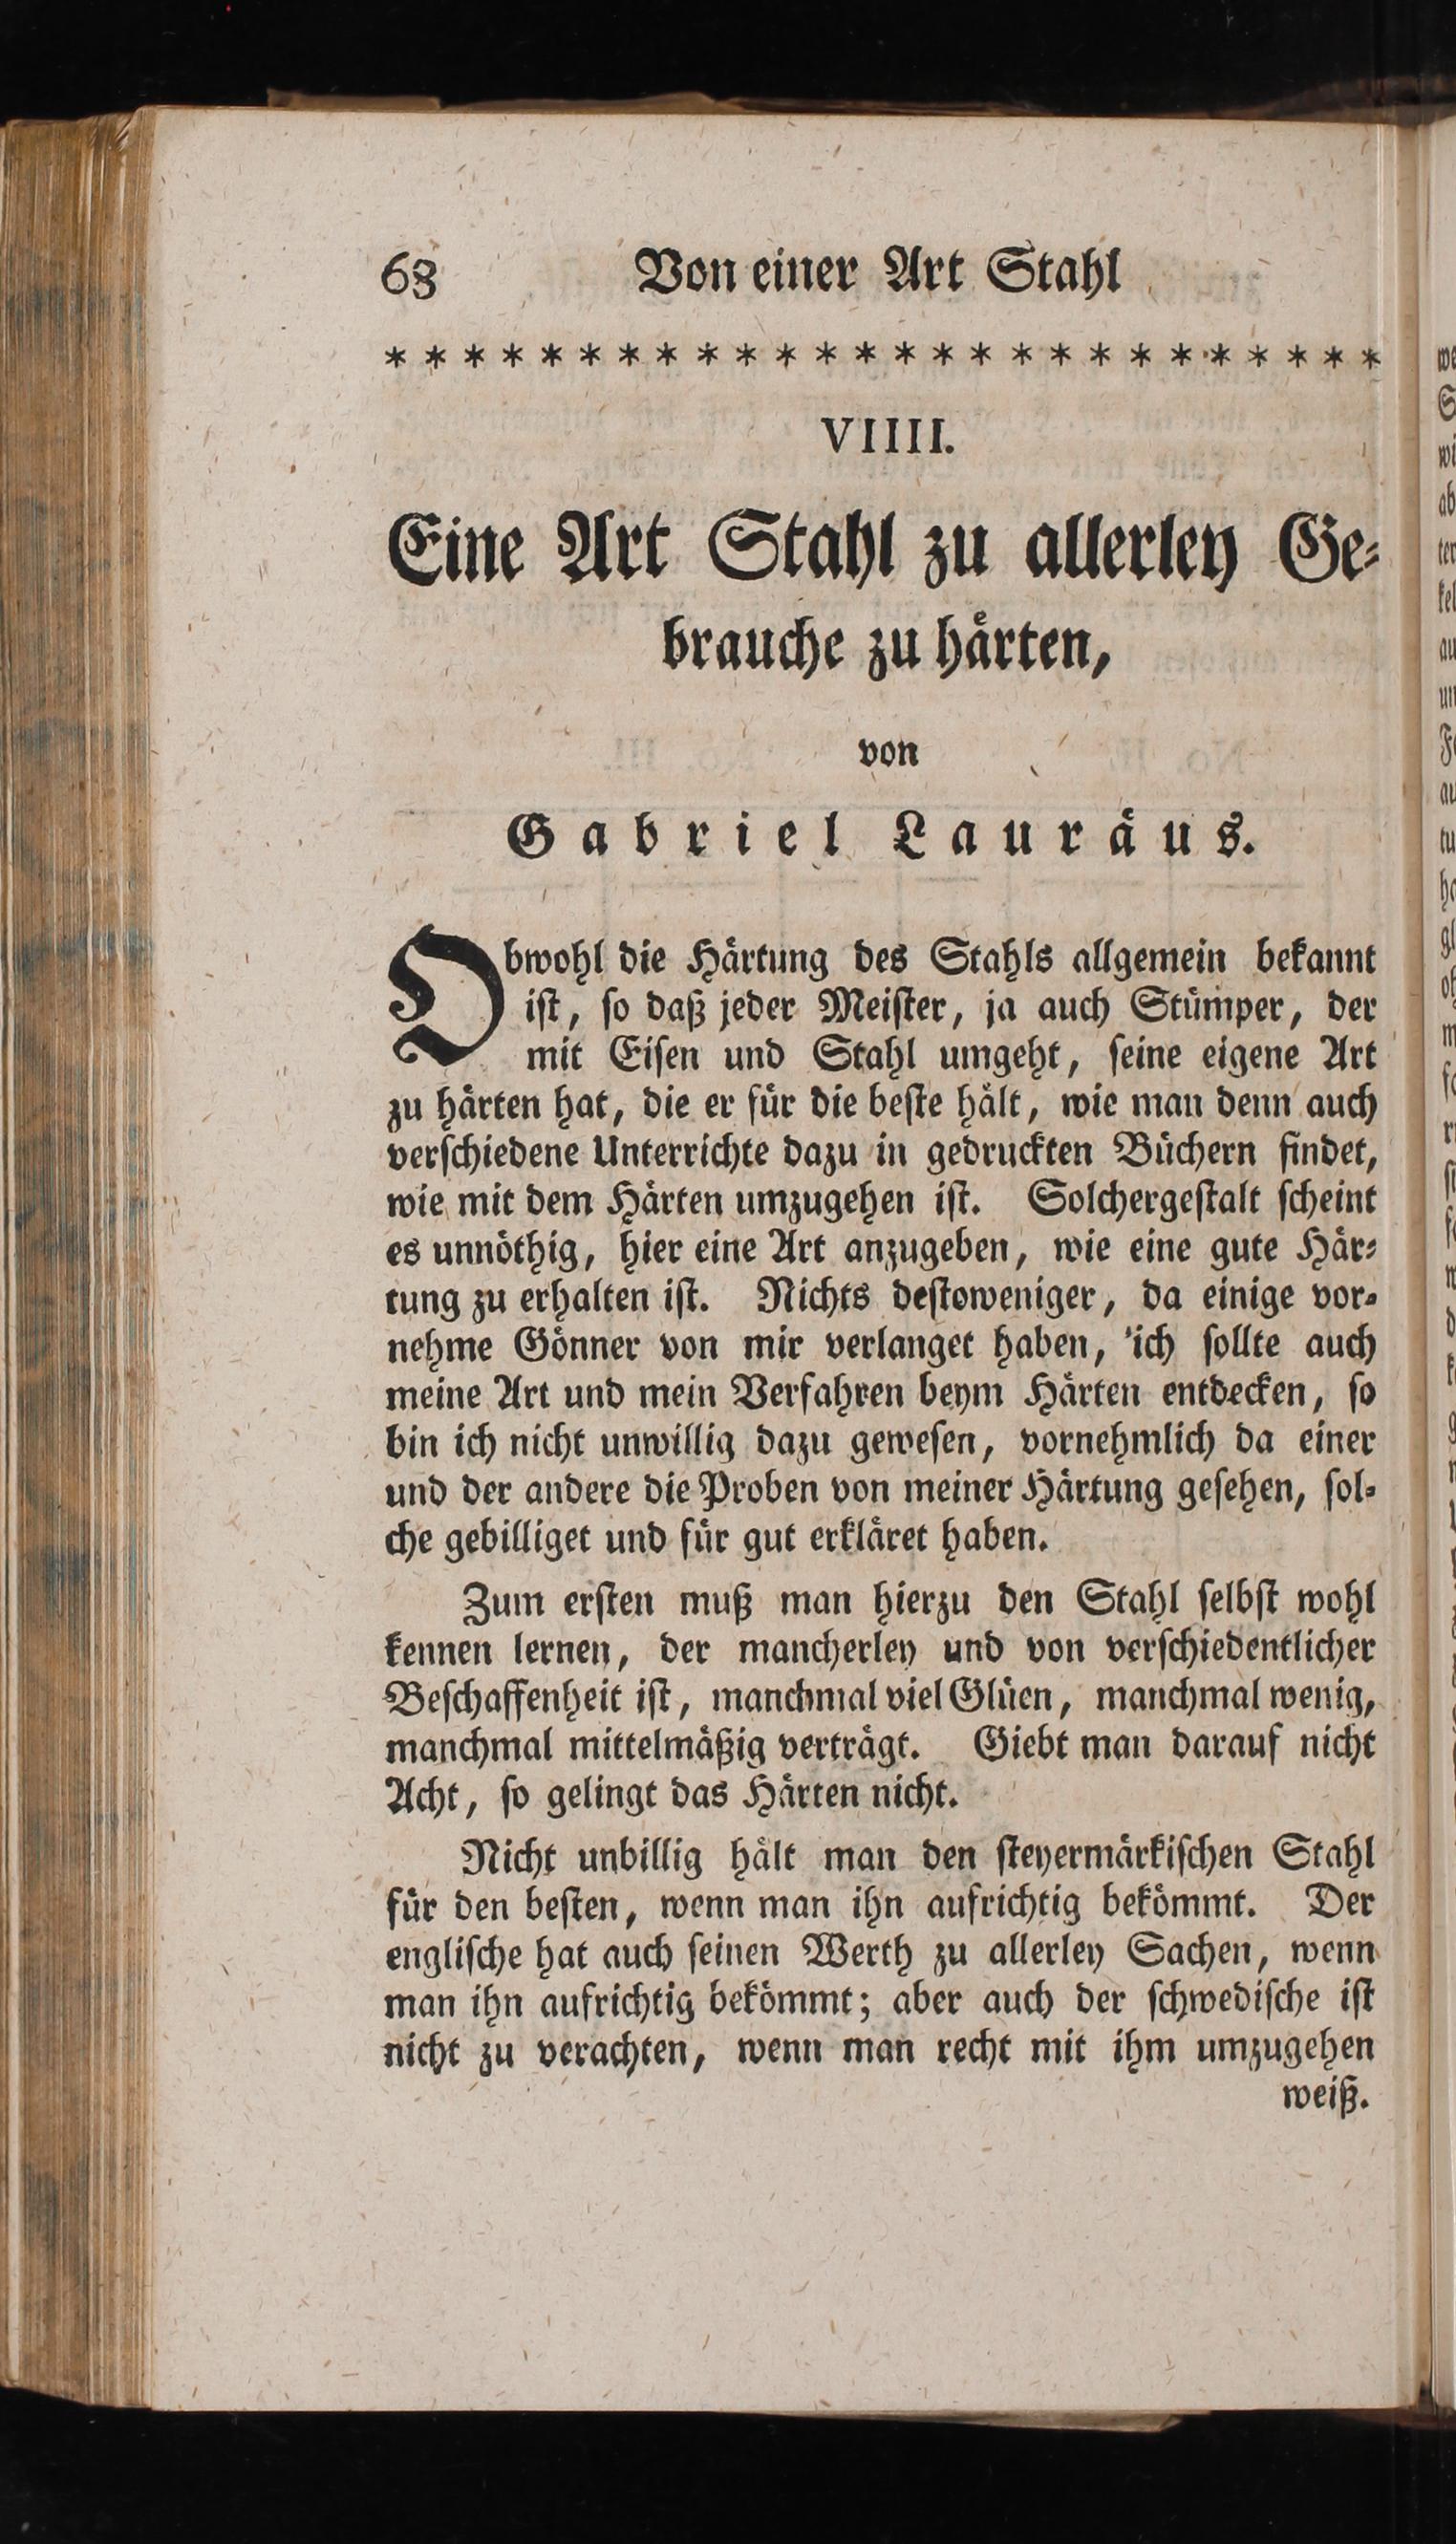 68 Von einer Art Stahl
* * * * * * * * * * * * * * * * * * * * * * * * * *
VIIII.
Eine Art Stahl zu allerley Ge-
brauche zu härten,
von
Gabriel Lauräus.
Obwohl die Härtung des Stahls allgemein bekannt
iſt, ſo daß jeder Meiſter, ja auch Stümper, der
mit Eiſen und Stahl umgeht, ſeine eigene Art
zu härten hat, die er für die beſte hält, wie man denn auch
verſchiedene Unterrichte dazu in gedruckten Büchern findet,
wie mit dem Härten umzugehen iſt. Solchergeſtalt ſcheint
es unnöthig, hier eine Art anzugeben, wie eine gute Här-
tung zu erhalten iſt. Nichts deſtoweniger, da einige vor-
nehme Gönner von mir verlanget haben, ich ſollte auch
meine Art und mein Verfahren beym Härten entdecken, ſo
bin ich nicht unwillig dazu geweſen, vornehmlich da einer
und der andere die Proben von meiner Härtung geſehen, ſol-
che gebilliget und für gut erkläret haben.
Zum erſten muß man hierzu den Stahl ſelbſt wohl
kennen lernen, der mancherley und von verſchiedentlicher
Beſchaffenheit iſt, manchmal viel Glüen, manchmal wenig,
manchmal mittelmäßig verträgt. Giebt man darauf nicht
Acht, ſo gelingt das Härten nicht.
Nicht unbillig hält man den ſteyermärkiſchen Stahl
für den beſten, wenn man ihn aufrichtig bekömmt. Der
engliſche hat auch ſeinen Werth zu allerley Sachen, wenn
man ihn aufrichtig bekömmt; aber auch der ſchwediſche iſt
nicht zu verachten, wenn man recht mit ihm umzugehen
weiß.